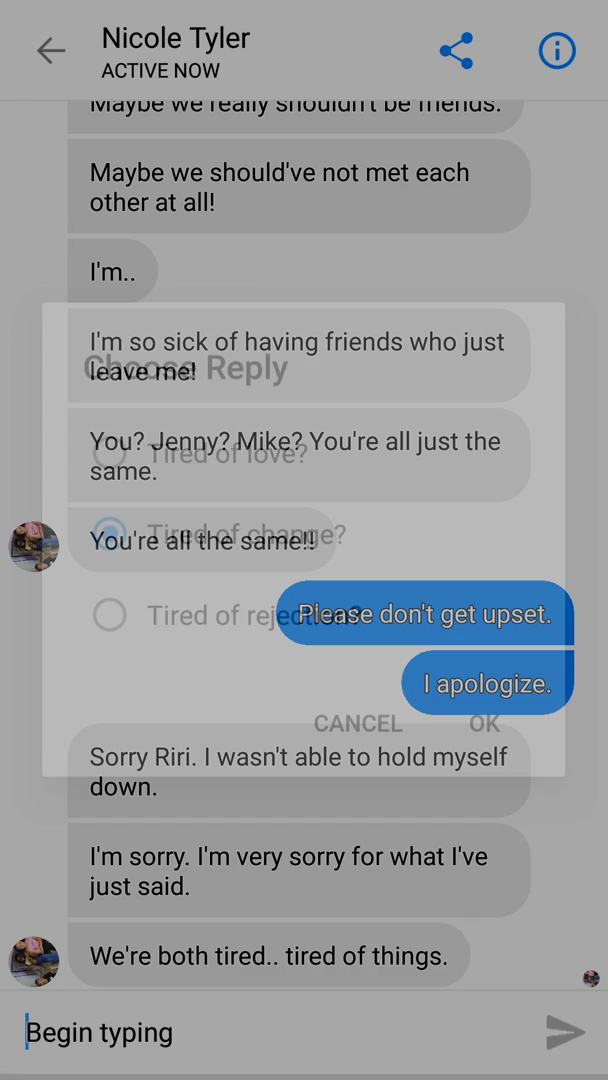 Nicole Tyler
ACTIVE NOW
Maybe we really shouldn't be friends.
Maybe we should've not met each
other at all!
I'm..
I'm so sick of having friends who just
leave me!
Choose Reply
You? Jenny? Mike? You're all just the
same.
Tired of love?
You're all the same!!
Tired of change?
Please don't get upset.
Tired of rejection?
I apologize.
CANCEL OK
Sorry Riri. I wasn't able to hold myself
down.
I'm sorry. I'm very sorry for what I've
just said.
We're both tired.. tired of things.
Begin typing